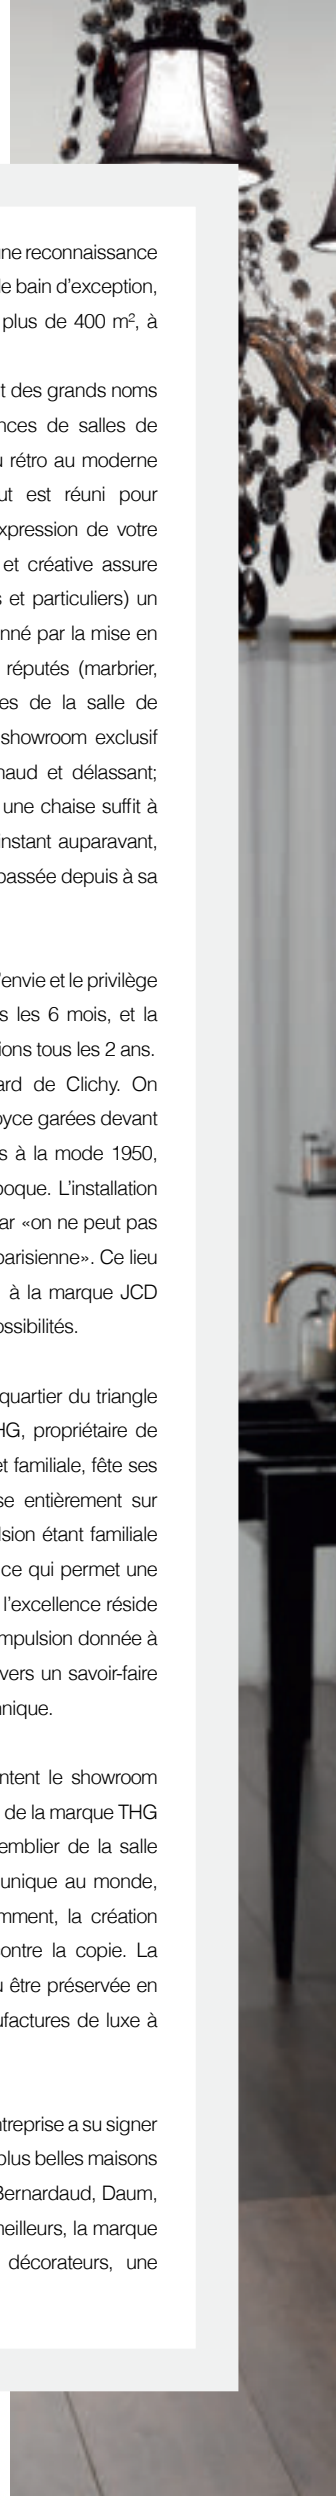 ne reconnaissance
e bain d'exception,
plus de 400 m², à
t des grands noms
nces de salles de
u rétro au moderne
ut est réuni pour
xpression de votre
et créative assure
s et particuliers) un
nné par la mise en
réputés (marbrier,
es de la salle de
showroom exclusif
haud et délassant;
une chaise suffit à
instant auparavant,
passée depuis à sa
'envie et le privilège
s les 6 mois, et la
ions tous les 2 ans.
ard de Clichy. On
oyce garées devant
s à la mode 1950,
poque. L'installation
ar «on ne peut pas
parisienne». Ce lieu
à la marque JCD
ossibilités.
quartier du triangle
HG, propriétaire de
et familiale, fête ses
se entièrement sur
lsion étant familiale
ce qui permet une
l'excellence réside
mpulsion donnée à
vers un savoir-faire
nique.
ntent le showroom
de la marque THG
emblier de la salle
unique au monde,
mment, la création
ontre la copie. La
u être préservée en
ufactures de luxe à
ntreprise a su signer
plus belles maisons
Bernardaud, Daum,
neilleurs, la marque
décorateurs, une